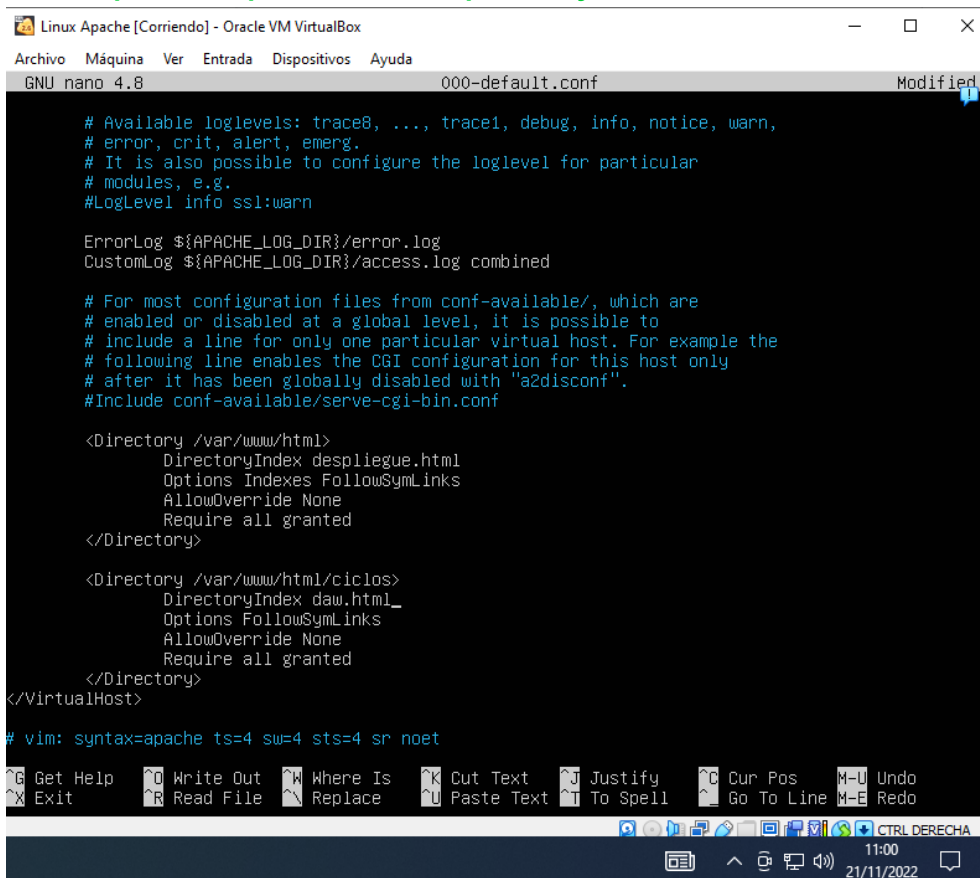 Linux Apache [Corriendo] - Oracle VM VirtualBox
Archivo Máquina Ver Entrada Dispositivos Ayuda
GNU nano 4.8 000-default.conf Modified
# Available loglevels: trace8, ..., trace1, debug, info, notice, warn,
# error, crit, alert, emerg.
# It is also possible to configure the loglevel for particular
# modules, e.g.
#LogLevel info ssl:warn
ErrorLog ${APACHE_LOG_DIR}/error.log
CustomLog ${APACHE_LOG_DIR}/access.log combined
# For most configuration files from conf-available/, which are
# enabled or disabled at a global level, it is possible to
# include a line for only one particular virtual host. For example the
# following line enables the CGI configuration for this host only
# after it has been globally disabled with "a2disconf".
#Include conf-available/serve-cgi-bin.conf
<Directory /var/www/html>
DirectoryIndex despliegue.html
Options Indexes FollowSymLinks
AllowOverride None
Require all granted
</Directory>
<Directory /var/www/html/ciclos>
DirectoryIndex daw.html_
Options FollowSymLinks
AllowOverride None
Require all granted
</Directory>
</VirtualHost>
# vim: syntax=apache ts=4 sw=4 sts=4 sr noet
^G Get Help ^O Write Out ^W Where Is ^K Cut Text ^J Justify ^C Cur Pos M-U Undo
^X Exit ^R Read File ^\ Replace ^U Paste Text ^T To Spell ^_ Go To Line M-E Redo
CTRL DERECHA
11:00
21/11/2022